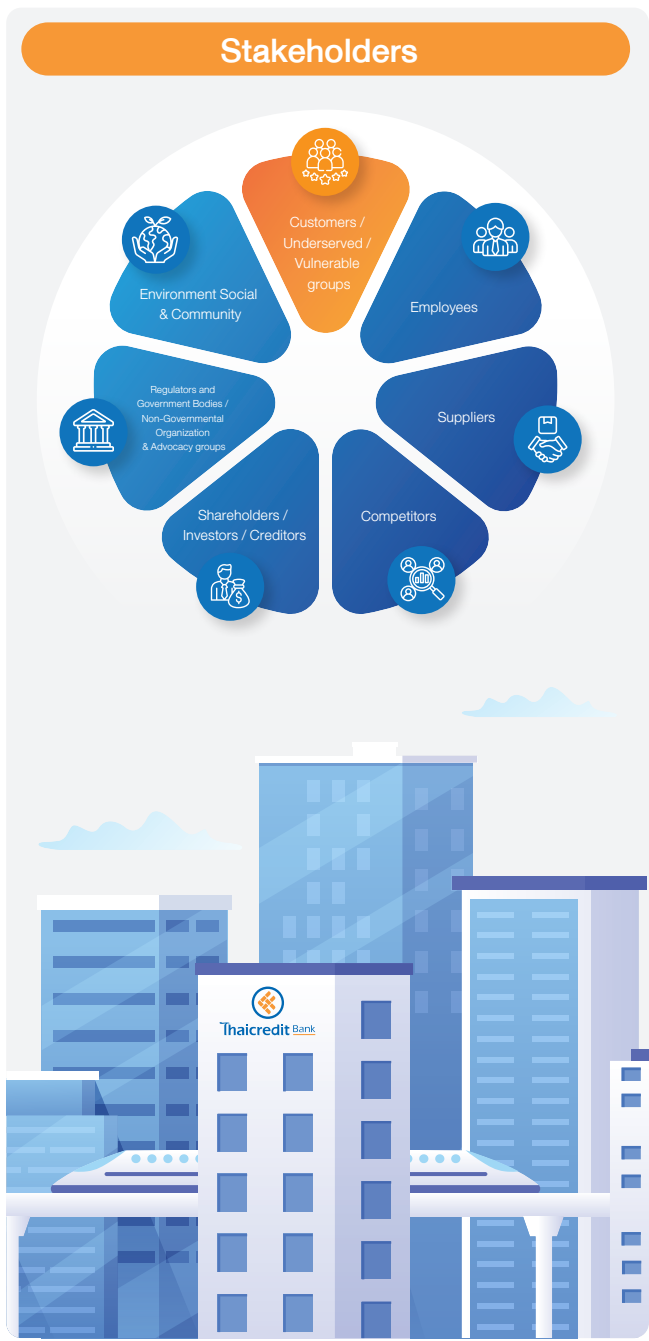 Stakeholders
Customers /
Underserved /
Vulnerable
groups
Employees
Suppliers
Competitors
Shareholders /
Investors / Creditors
Regulators and
Government Bodies /
Non-Governmental
Organization
& Advocacy groups
Environment Social
& Community
Thaicredit Bank